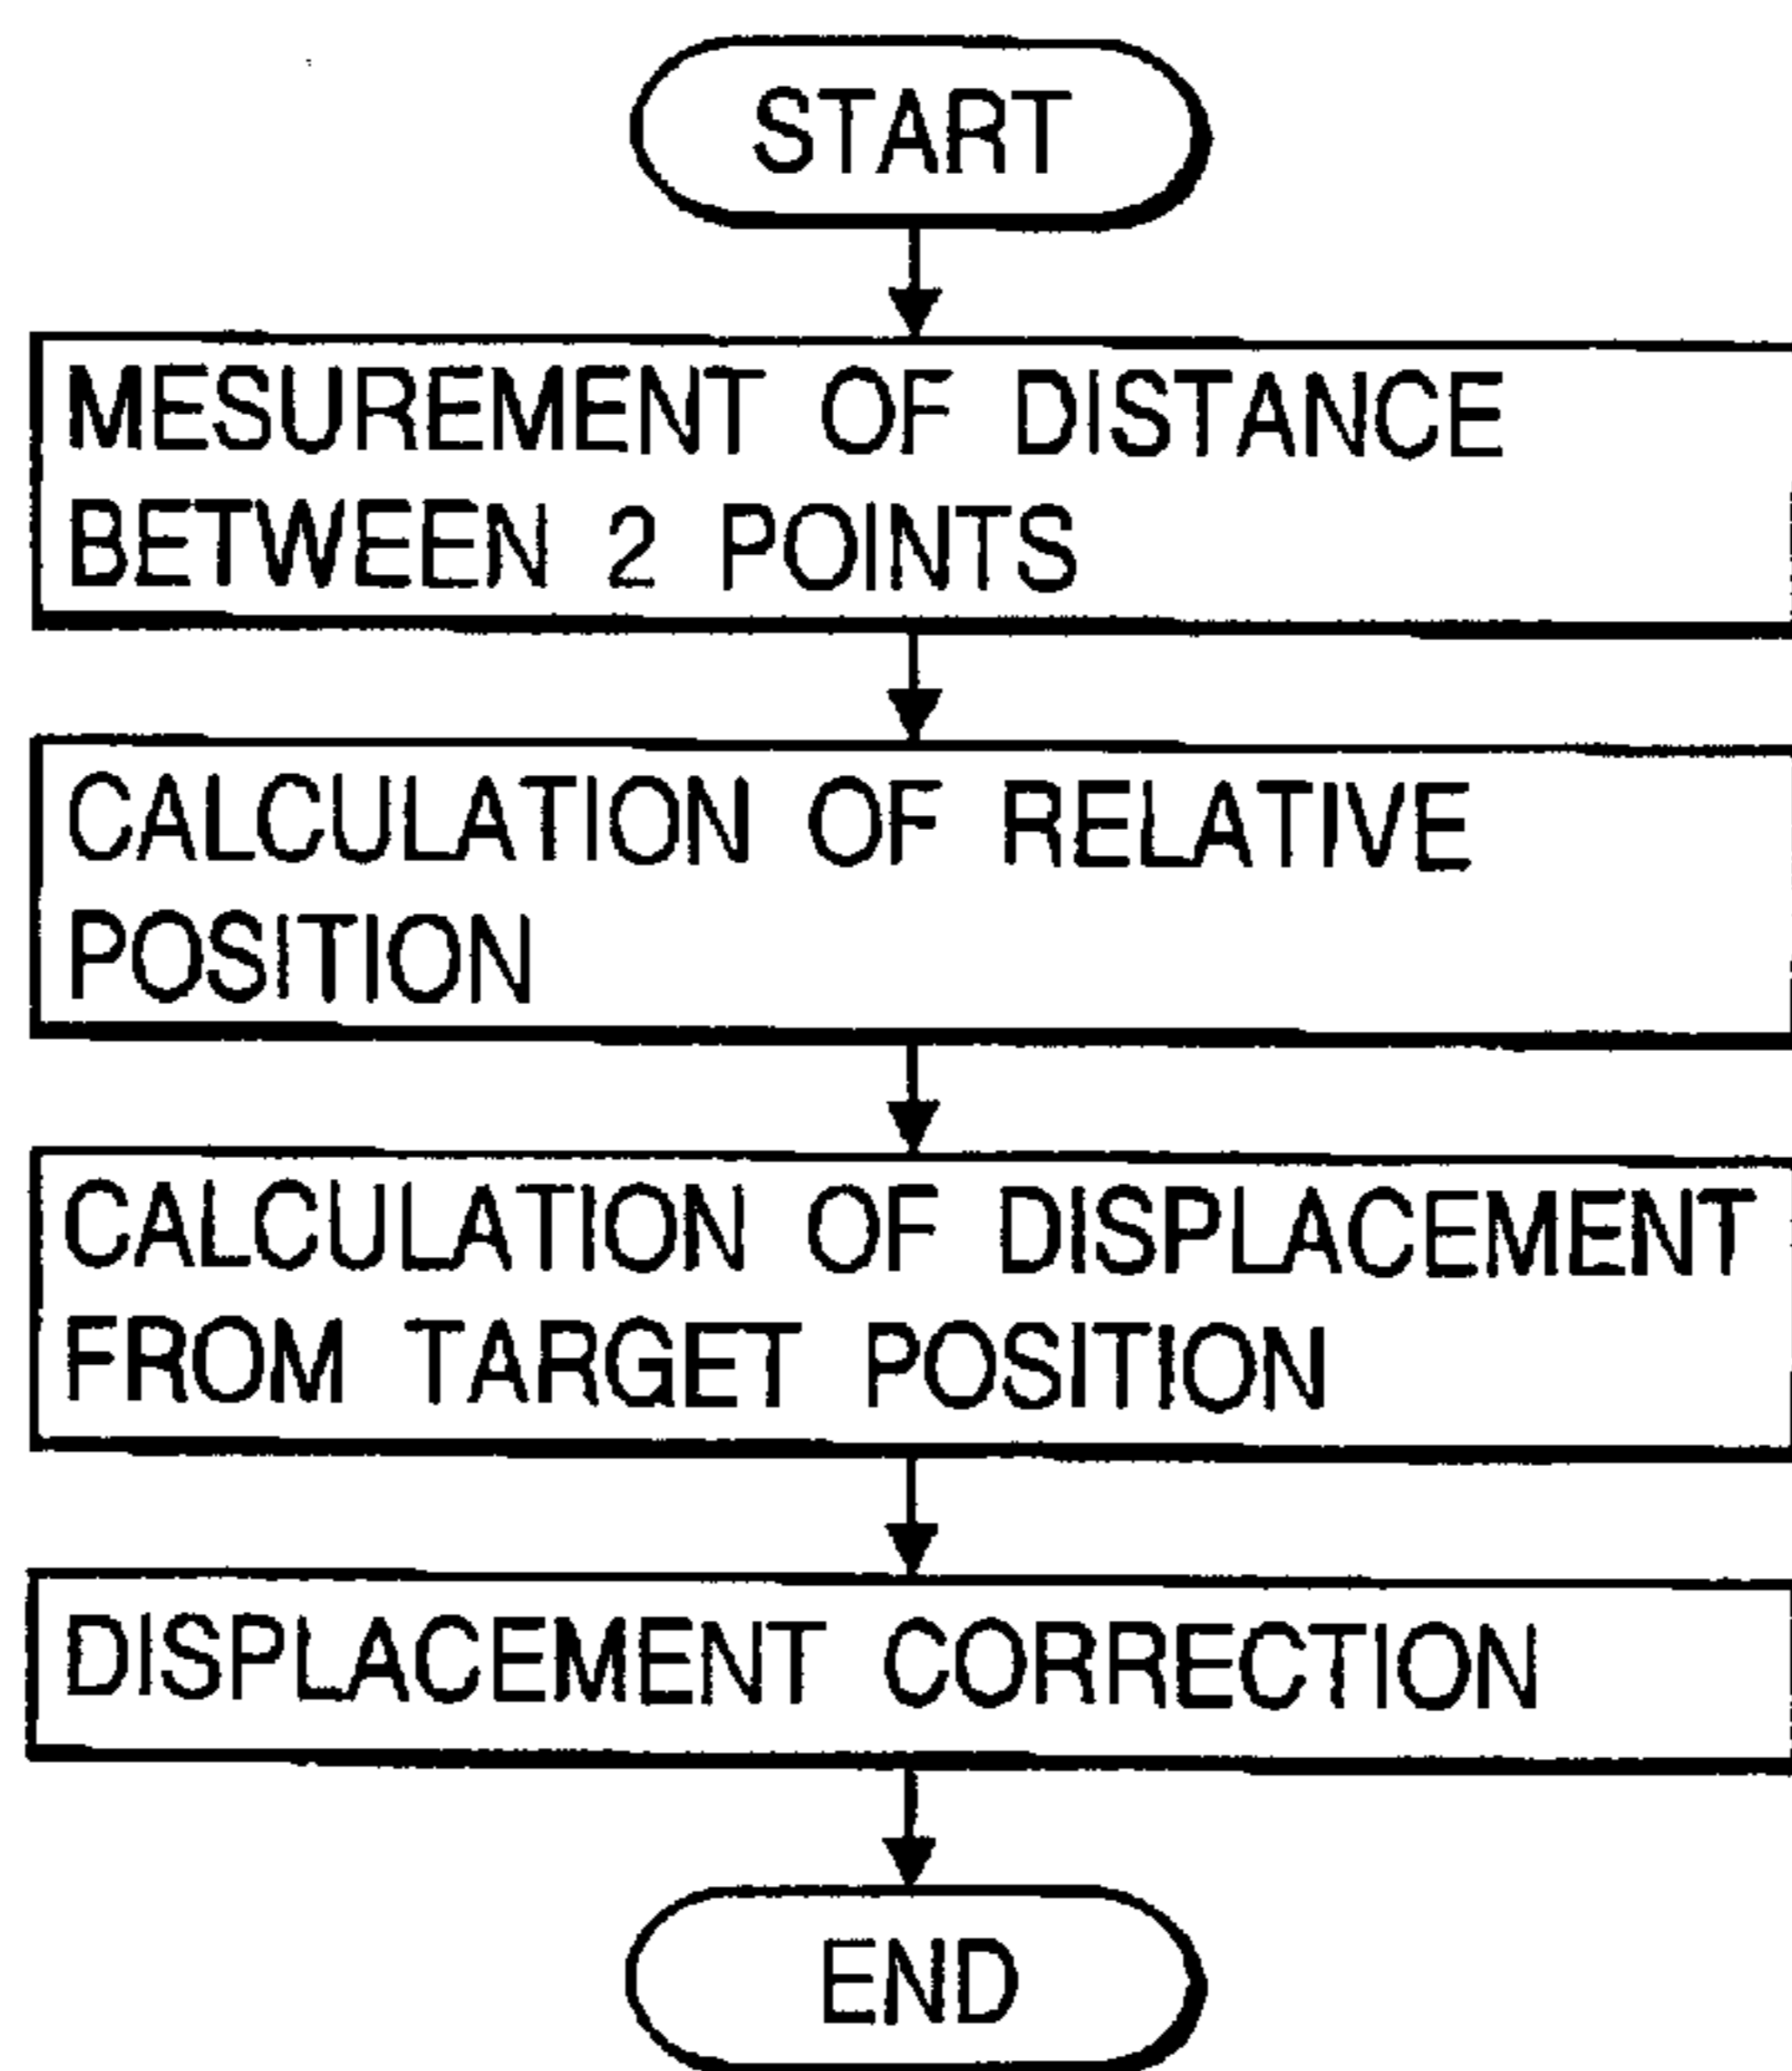 START
MESUREMENT OF DISTANCE
BETWEEN 2 POINTS
CALCULATION OF RELATIVE
POSITION
CALCULATION OF DISPLACEMENT
FROM TARGET POSITION
DISPLACEMENT CORRECTION
END